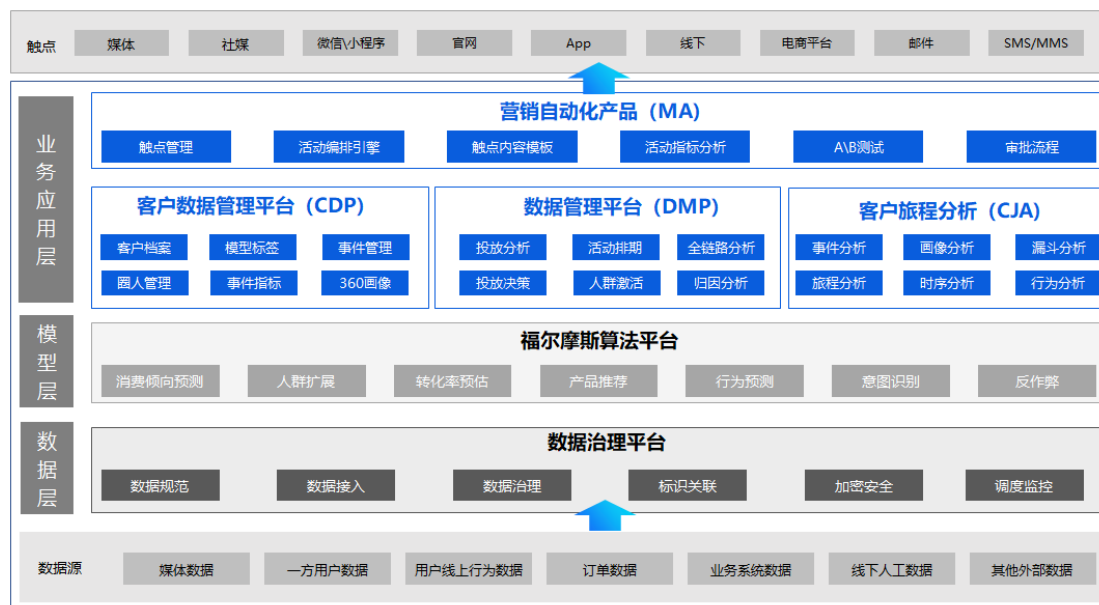 触点 媒体 社媒 微信\小程序 官网 App 线下 电商平台 邮件 SMS/MMS
业务应用层
营销自动化产品（MA)
触点管理 活动编排引擎 触点内容模板 活动指标分析 A\B测试 审批流程
客户数据管理平台（CDP)
客户档案 模型标签 事件管理
圈人管理 事件指标 360画像
数据管理平台（DMP)
投放分析 活动排期 全链路分析
投放决策 人群激活 归因分析
客户旅程分析（CJA)
事件分析 画像分析 漏斗分析
旅程分析 时序分析 行为分析
模型层
福尔摩斯算法平台
消费倾向预测 人群扩展 转化率预估 产品推荐 行为预测 意图识别 反作弊
数据层
数据治理平台
数据规范 数据接入 数据治理 标识关联 加密安全 调度监控
数据源 媒体数据 一方用户数据 用户线上行为数据 订单数据 业务系统数据 线下人工数据 其他外部数据